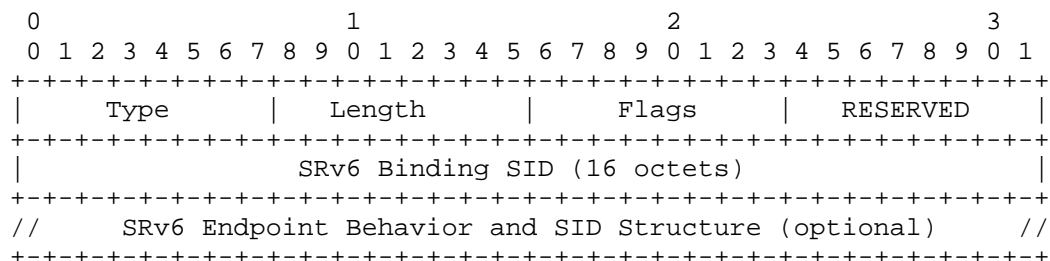 0                   1                   2                   3
 0 1 2 3 4 5 6 7 8 9 0 1 2 3 4 5 6 7 8 9 0 1 2 3 4 5 6 7 8 9 0 1
+-+-+-+-+-+-+-+-+-+-+-+-+-+-+-+-+-+-+-+-+-+-+-+-+-+-+-+-+-+-+-+-+
|     Type      |   Length      |     Flags     |   RESERVED    |
+-+-+-+-+-+-+-+-+-+-+-+-+-+-+-+-+-+-+-+-+-+-+-+-+-+-+-+-+-+-+-+-+
|                 SRv6 Binding SID (16 octets)                  |
+-+-+-+-+-+-+-+-+-+-+-+-+-+-+-+-+-+-+-+-+-+-+-+-+-+-+-+-+-+-+-+-+
//     SRv6 Endpoint Behavior and SID Structure (optional)     //
+-+-+-+-+-+-+-+-+-+-+-+-+-+-+-+-+-+-+-+-+-+-+-+-+-+-+-+-+-+-+-+-+